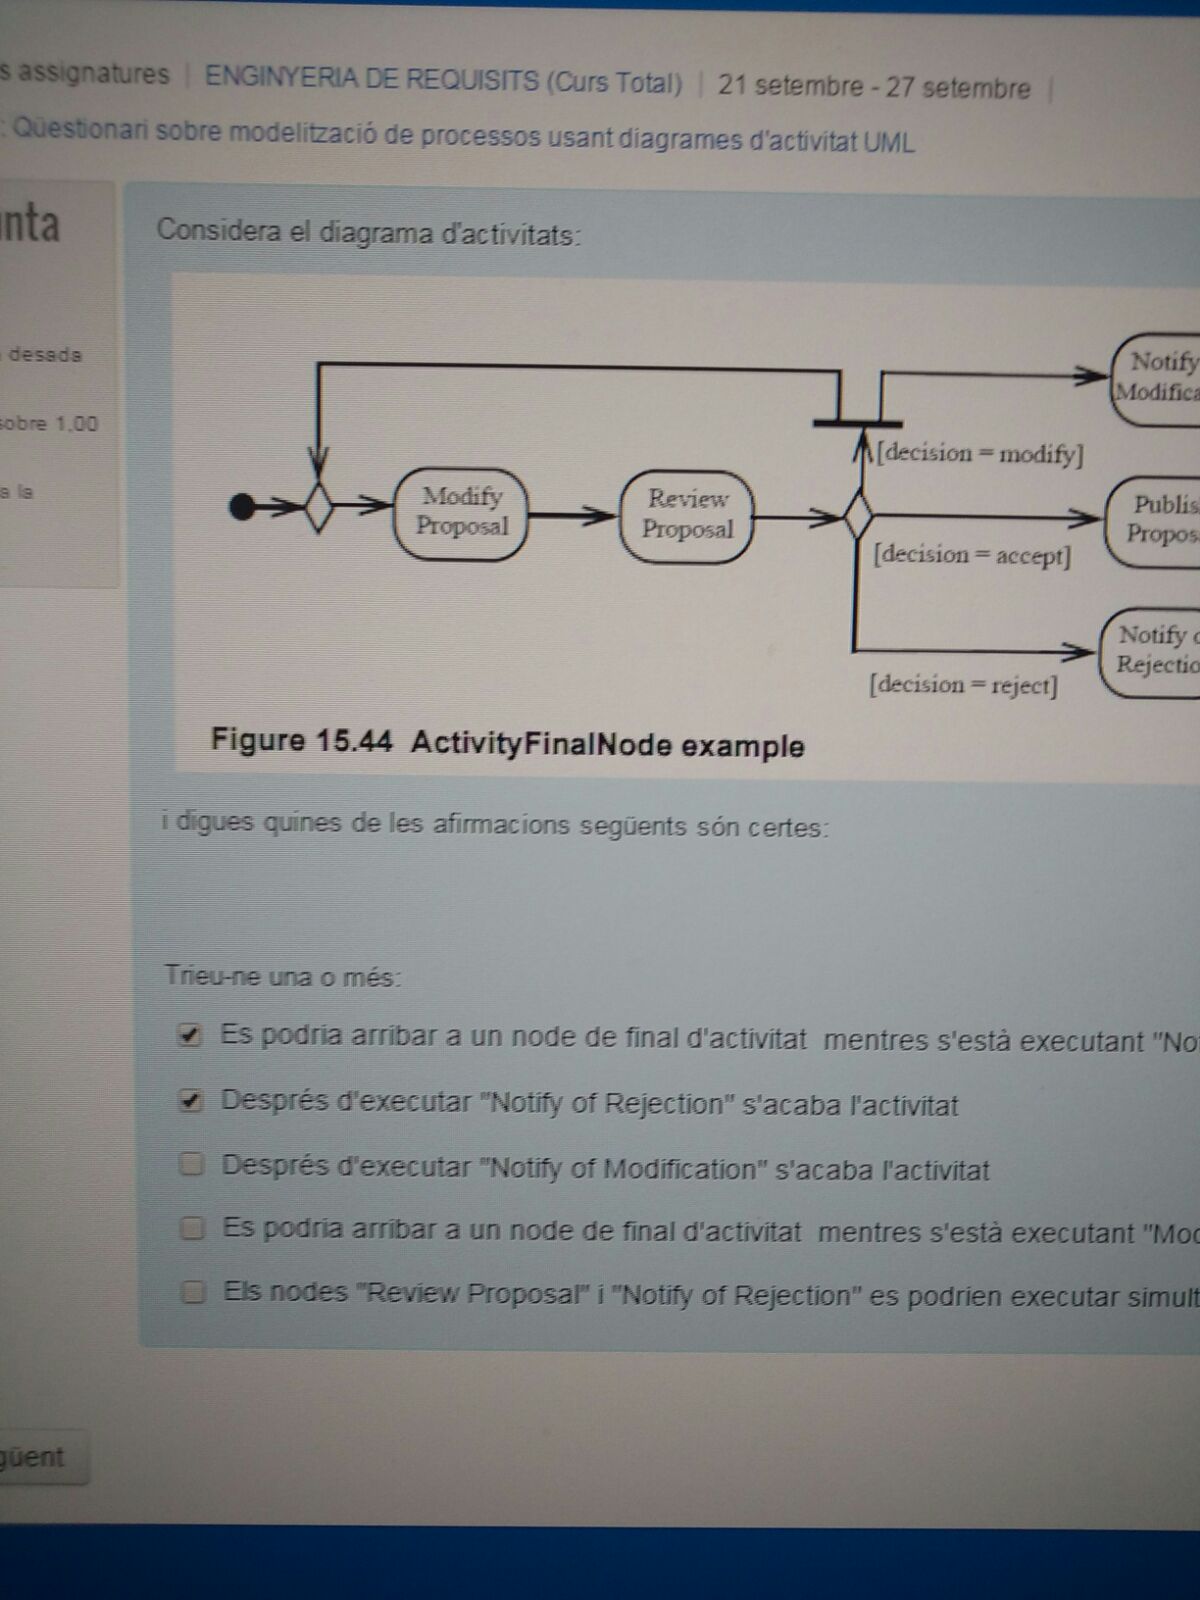 s assignatures | ENGINYERIA DE REQUISITS (Curs Total) | 21 setembre - 27 setembre |
: Qüestionari sobre modelització de processos usant diagrames d'activitat UML
nta
desada
sobre 1,00
a la
güent
Considera el diagrama d'activitats:
Notify
Modifica
[decision = modify]
Modify
Proposal
Review
Proposal
Publis
Propos
[decision = accept]
Notify o
Rejectio
[decision = reject]
Figure 15.44 ActivityFinalNode example
i digues quines de les afirmacions següents són certes:
Trieu-ne una o més:
Es podria arribar a un node de final d'activitat mentres s'està executant "No
Després d'executar "Notify of Rejection" s'acaba l'activitat
Després d'executar "Notify of Modification" s'acaba l'activitat
Es podria arribar a un node de final d'activitat mentres s'està executant "Mod
Els nodes "Review Proposal" i "Notify of Rejection" es podrien executar simult